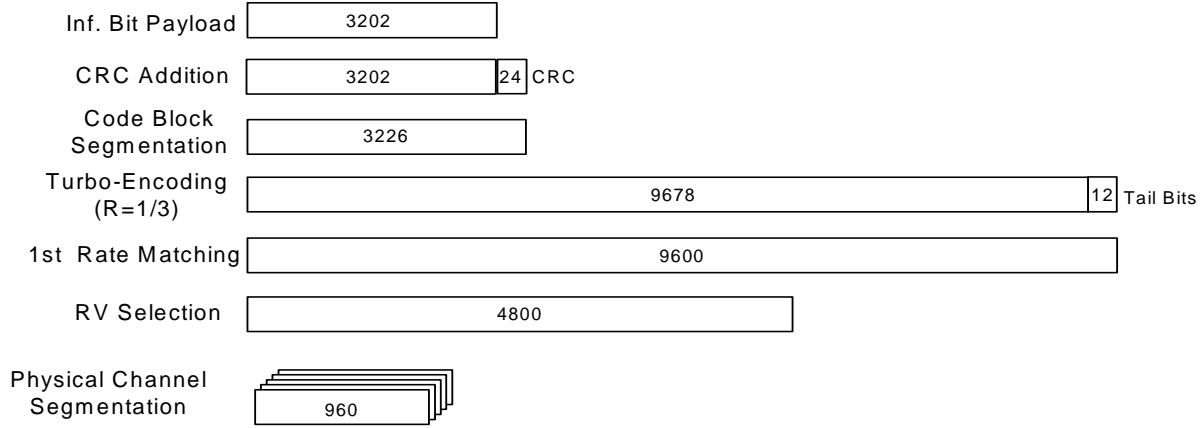 Inf. Bit Payload 3202
CRC Addition 3202 24 CRC
Code Block
Segmentation 3226
Turbo-Encoding
(R=1/3) 9678 12 Tail Bits
1st Rate Matching 9600
RV Selection 4800
Physical Channel
Segmentation 960